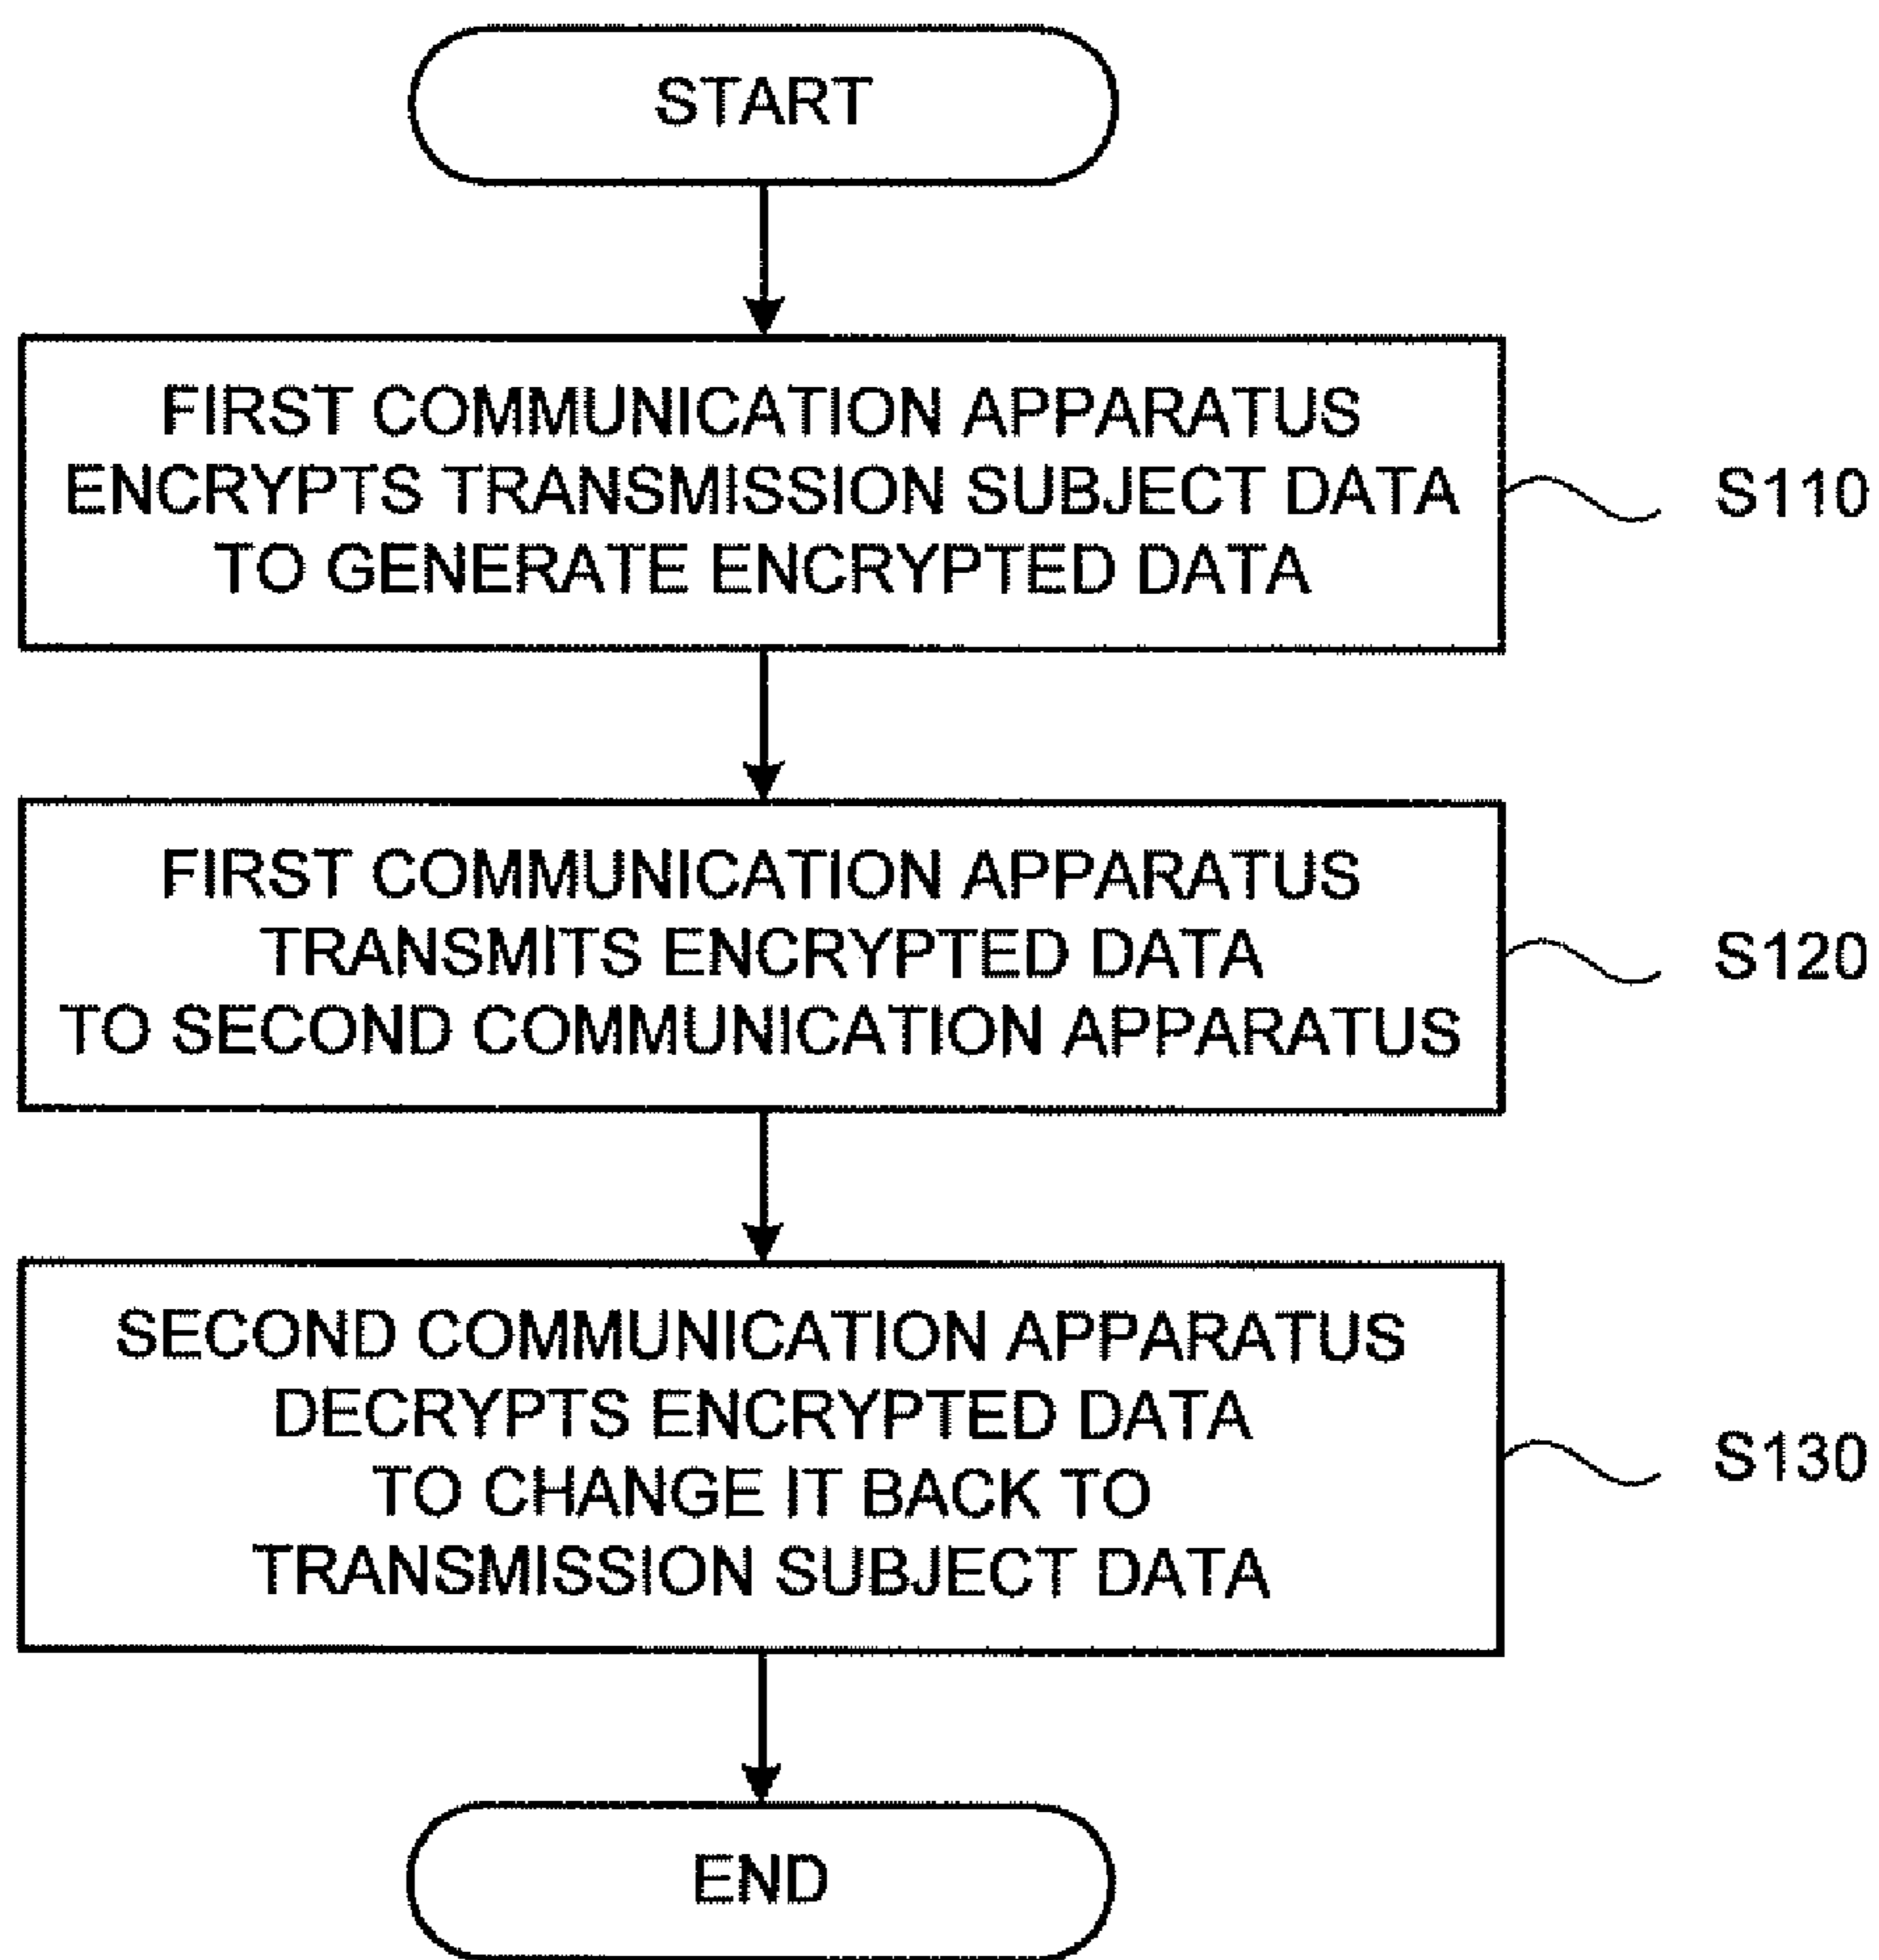 START
FIRST COMMUNICATION APPARATUS
ENCRYPTS TRANSMISSION SUBJECT DATA
TO GENERATE ENCRYPTED DATA
S110
FIRST COMMUNICATION APPARATUS
TRANSMITS ENCRYPTED DATA
TO SECOND COMMUNICATION APPARATUS
S120
SECOND COMMUNICATION APPARATUS
DECRYPTS ENCRYPTED DATA
TO CHANGE IT BACK TO
TRANSMISSION SUBJECT DATA
S130
END